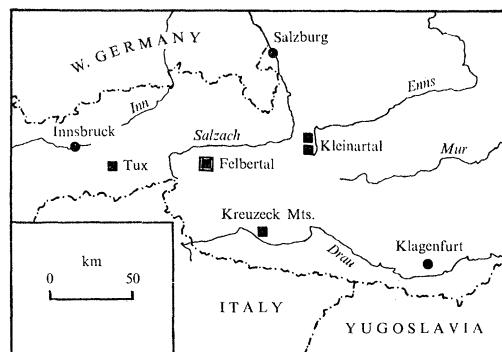 W. GERMANY
Salzburg
Inn
Enns
Innsbruck
Salzach
Kleinartal
Mur
Tux
Felbertal
Kreuzeck Mts.
Klagenfurt
Drau
km
0 50
ITALY
YUGOSLAVIA